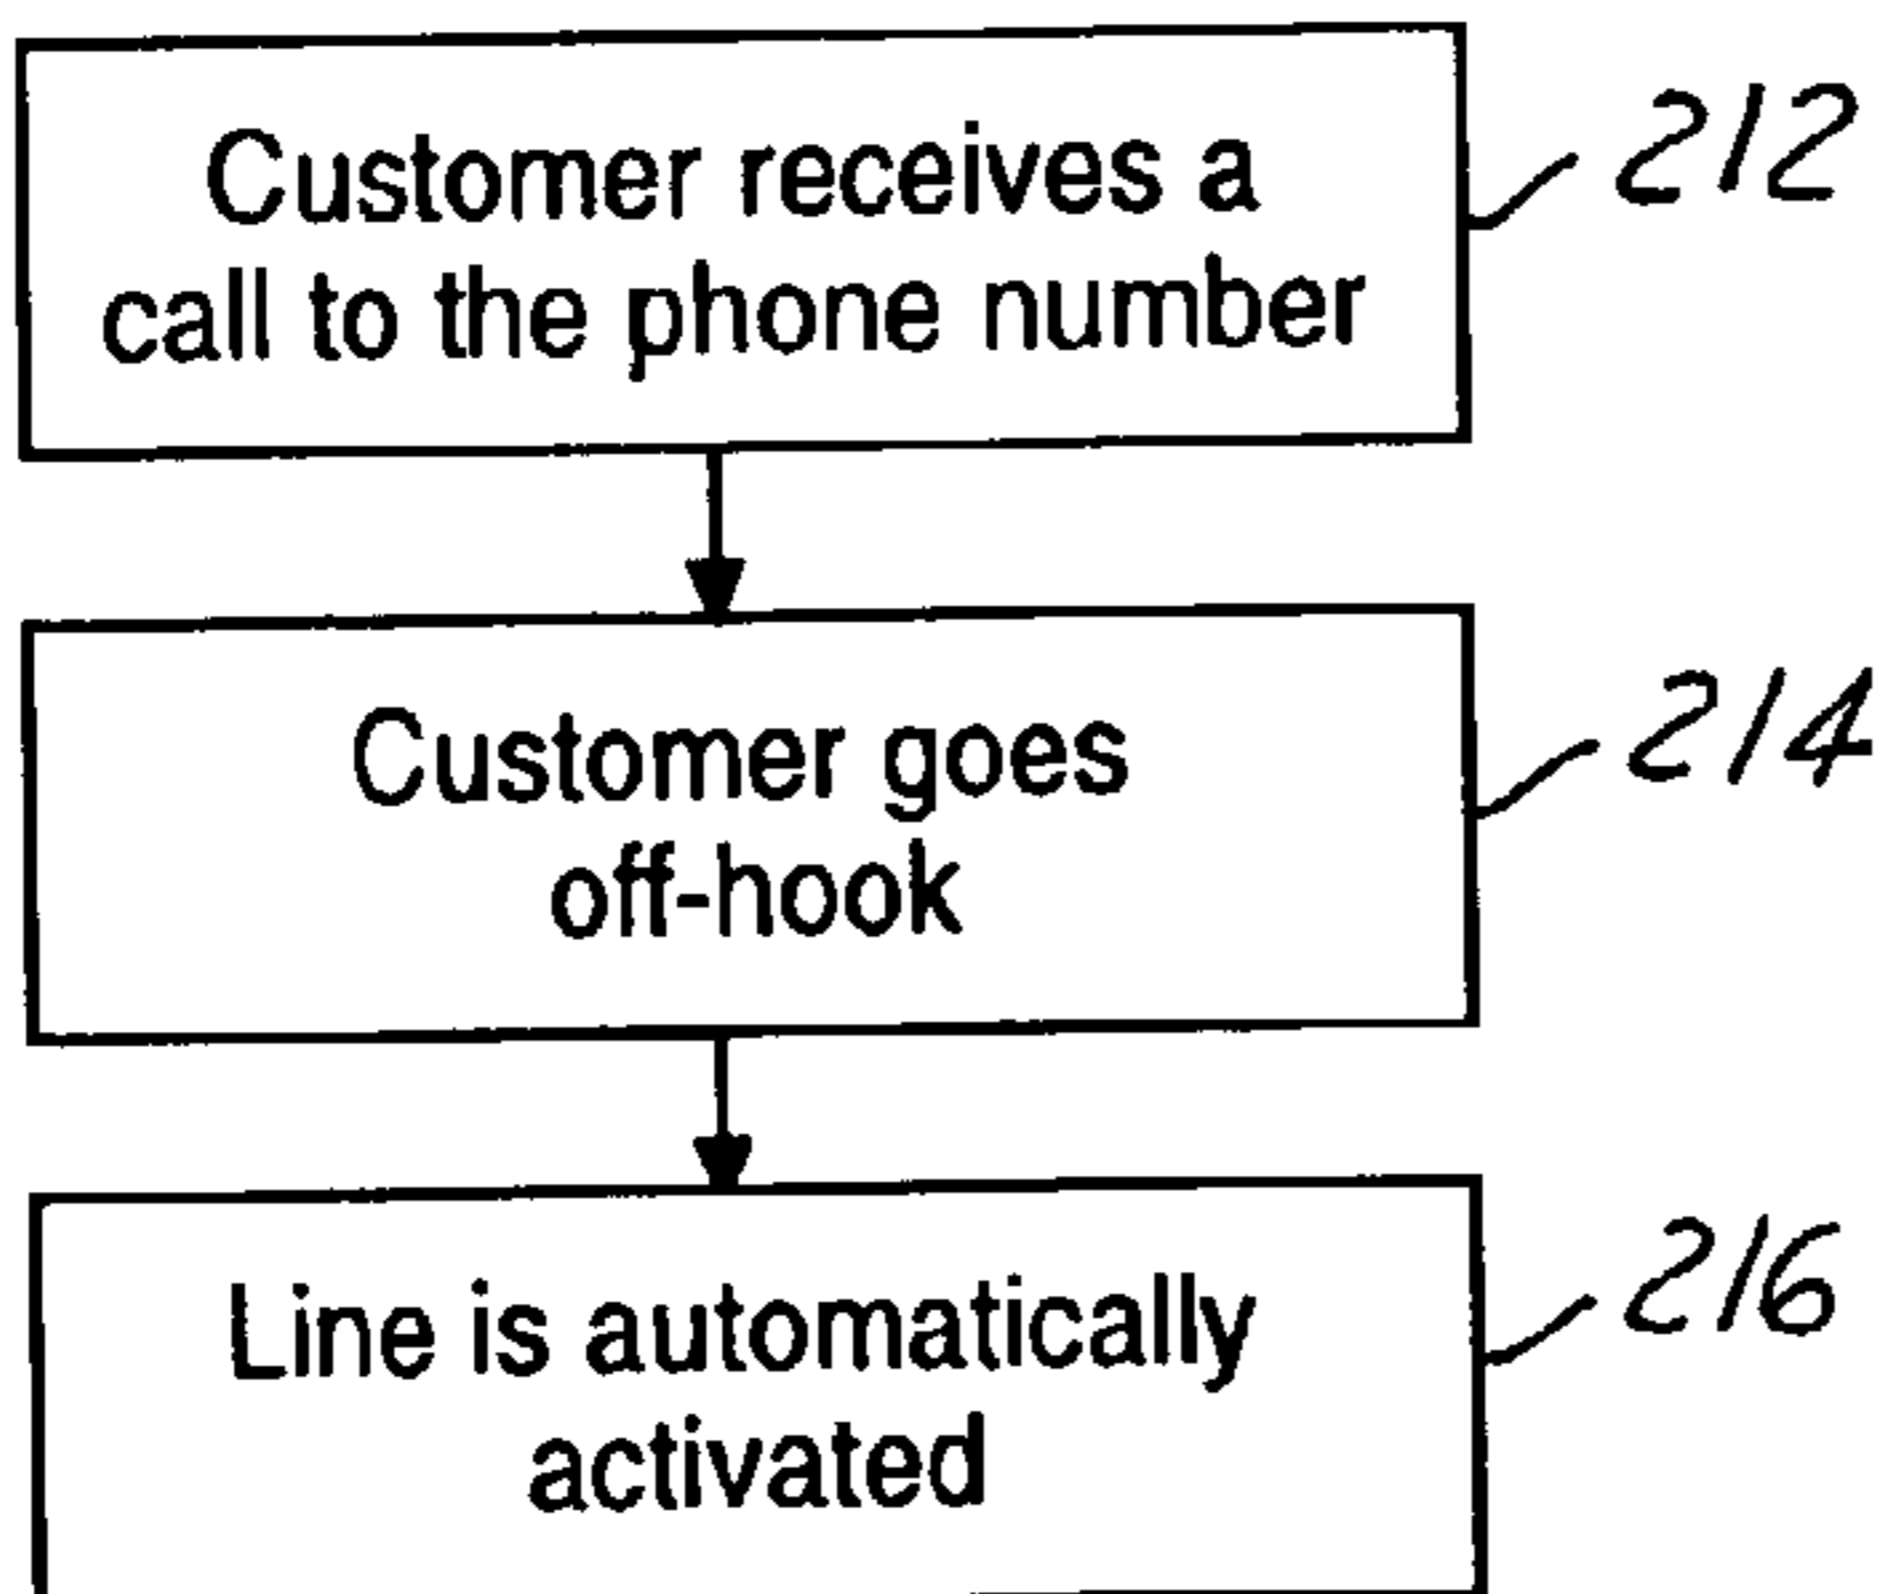 Customer receives a
call to the phone number
212
Customer goes
off-hook
214
Line is automatically
activated
216